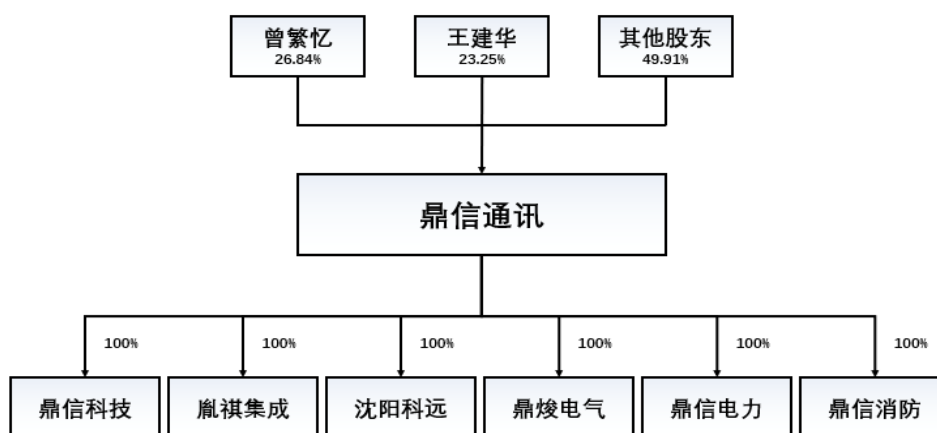 曾繁忆
26.84%
王建华
23.25%
其他股东
49.91%
鼎信通讯
100%
100%
100%
100%
100%
100%
鼎信科技
胤祺集成
沈阳科远
鼎焌电气
鼎信电力
鼎信消防